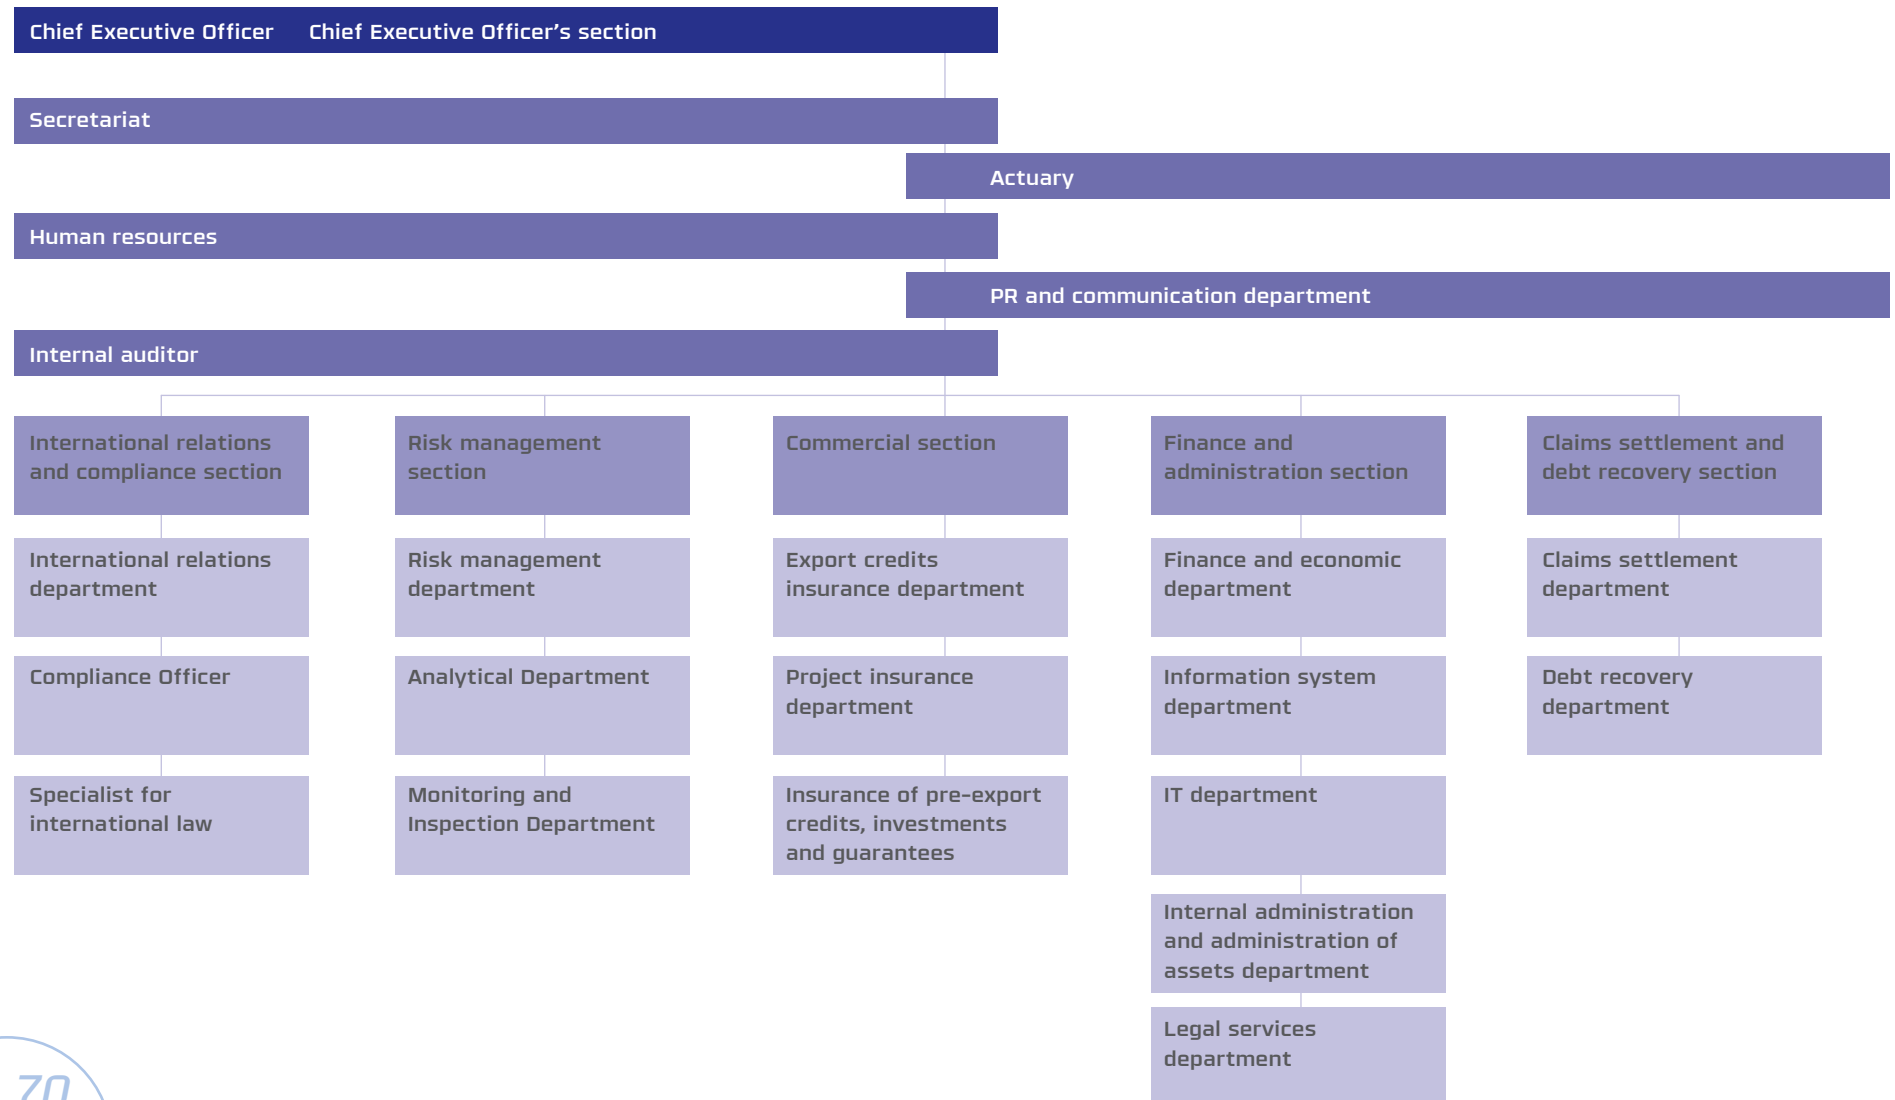 Chief Executive Officer Chief Executive Officer’s section
Secretariat
Actuary
Human resources
PR and communication department
Internal auditor
International relations
and compliance section
Risk management
section
Commercial section
Finance and
administration section
Claims settlement and
debt recovery section
International relations
department
Risk management
department
Export credits
insurance department
Finance and economic
department
Claims settlement
department
Compliance Officer
Analytical Department
Project insurance
department
Information system
department
Debt recovery
department
Specialist for
international law
Monitoring and
Inspection Department
Insurance of pre-export
credits, investments
and guarantees
IT department
Internal administration
and administration of
assets department
Legal services
department
70